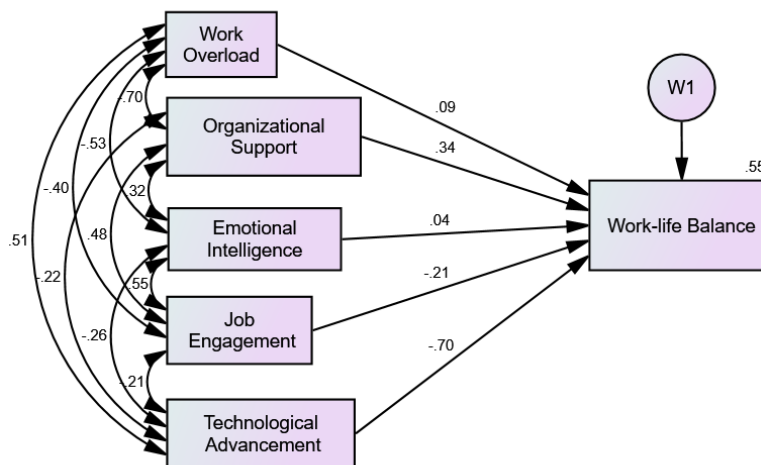 Work
Overload
-.70
.09
W1
Organizational
Support
-.53
.34
.55
-.40
.32
Emotional
Intelligence
.04
Work-life Balance
.51
.48
-.22
.55
-.21
Job
Engagement
-.26
-.70
-.21
Technological
Advancement